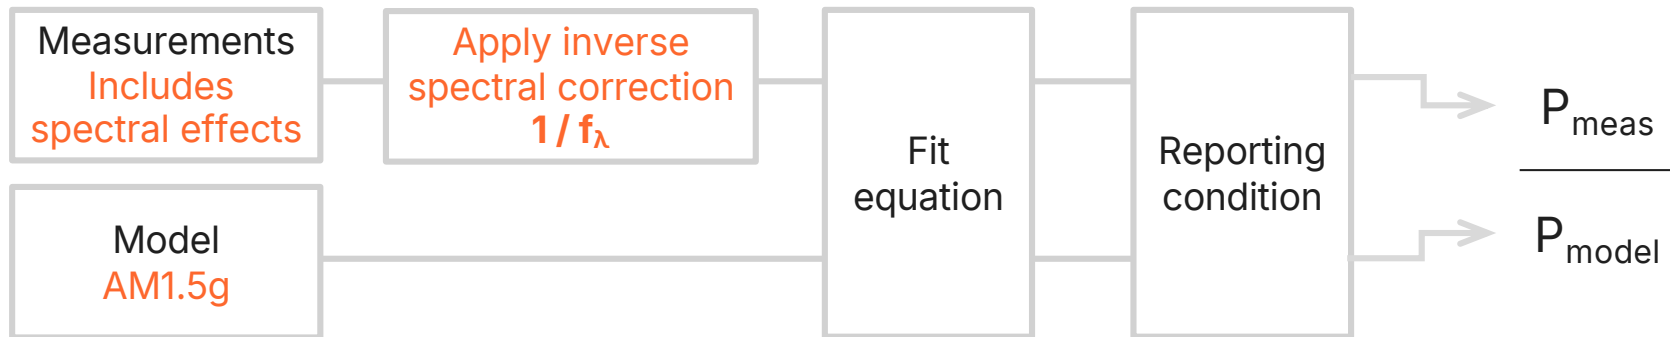 Measurements
Includes
spectral effects
Apply inverse
spectral correction
1 / fλ
Model
AM1.5g
Fit
equation
Reporting
condition
Pmeas
Pmodel